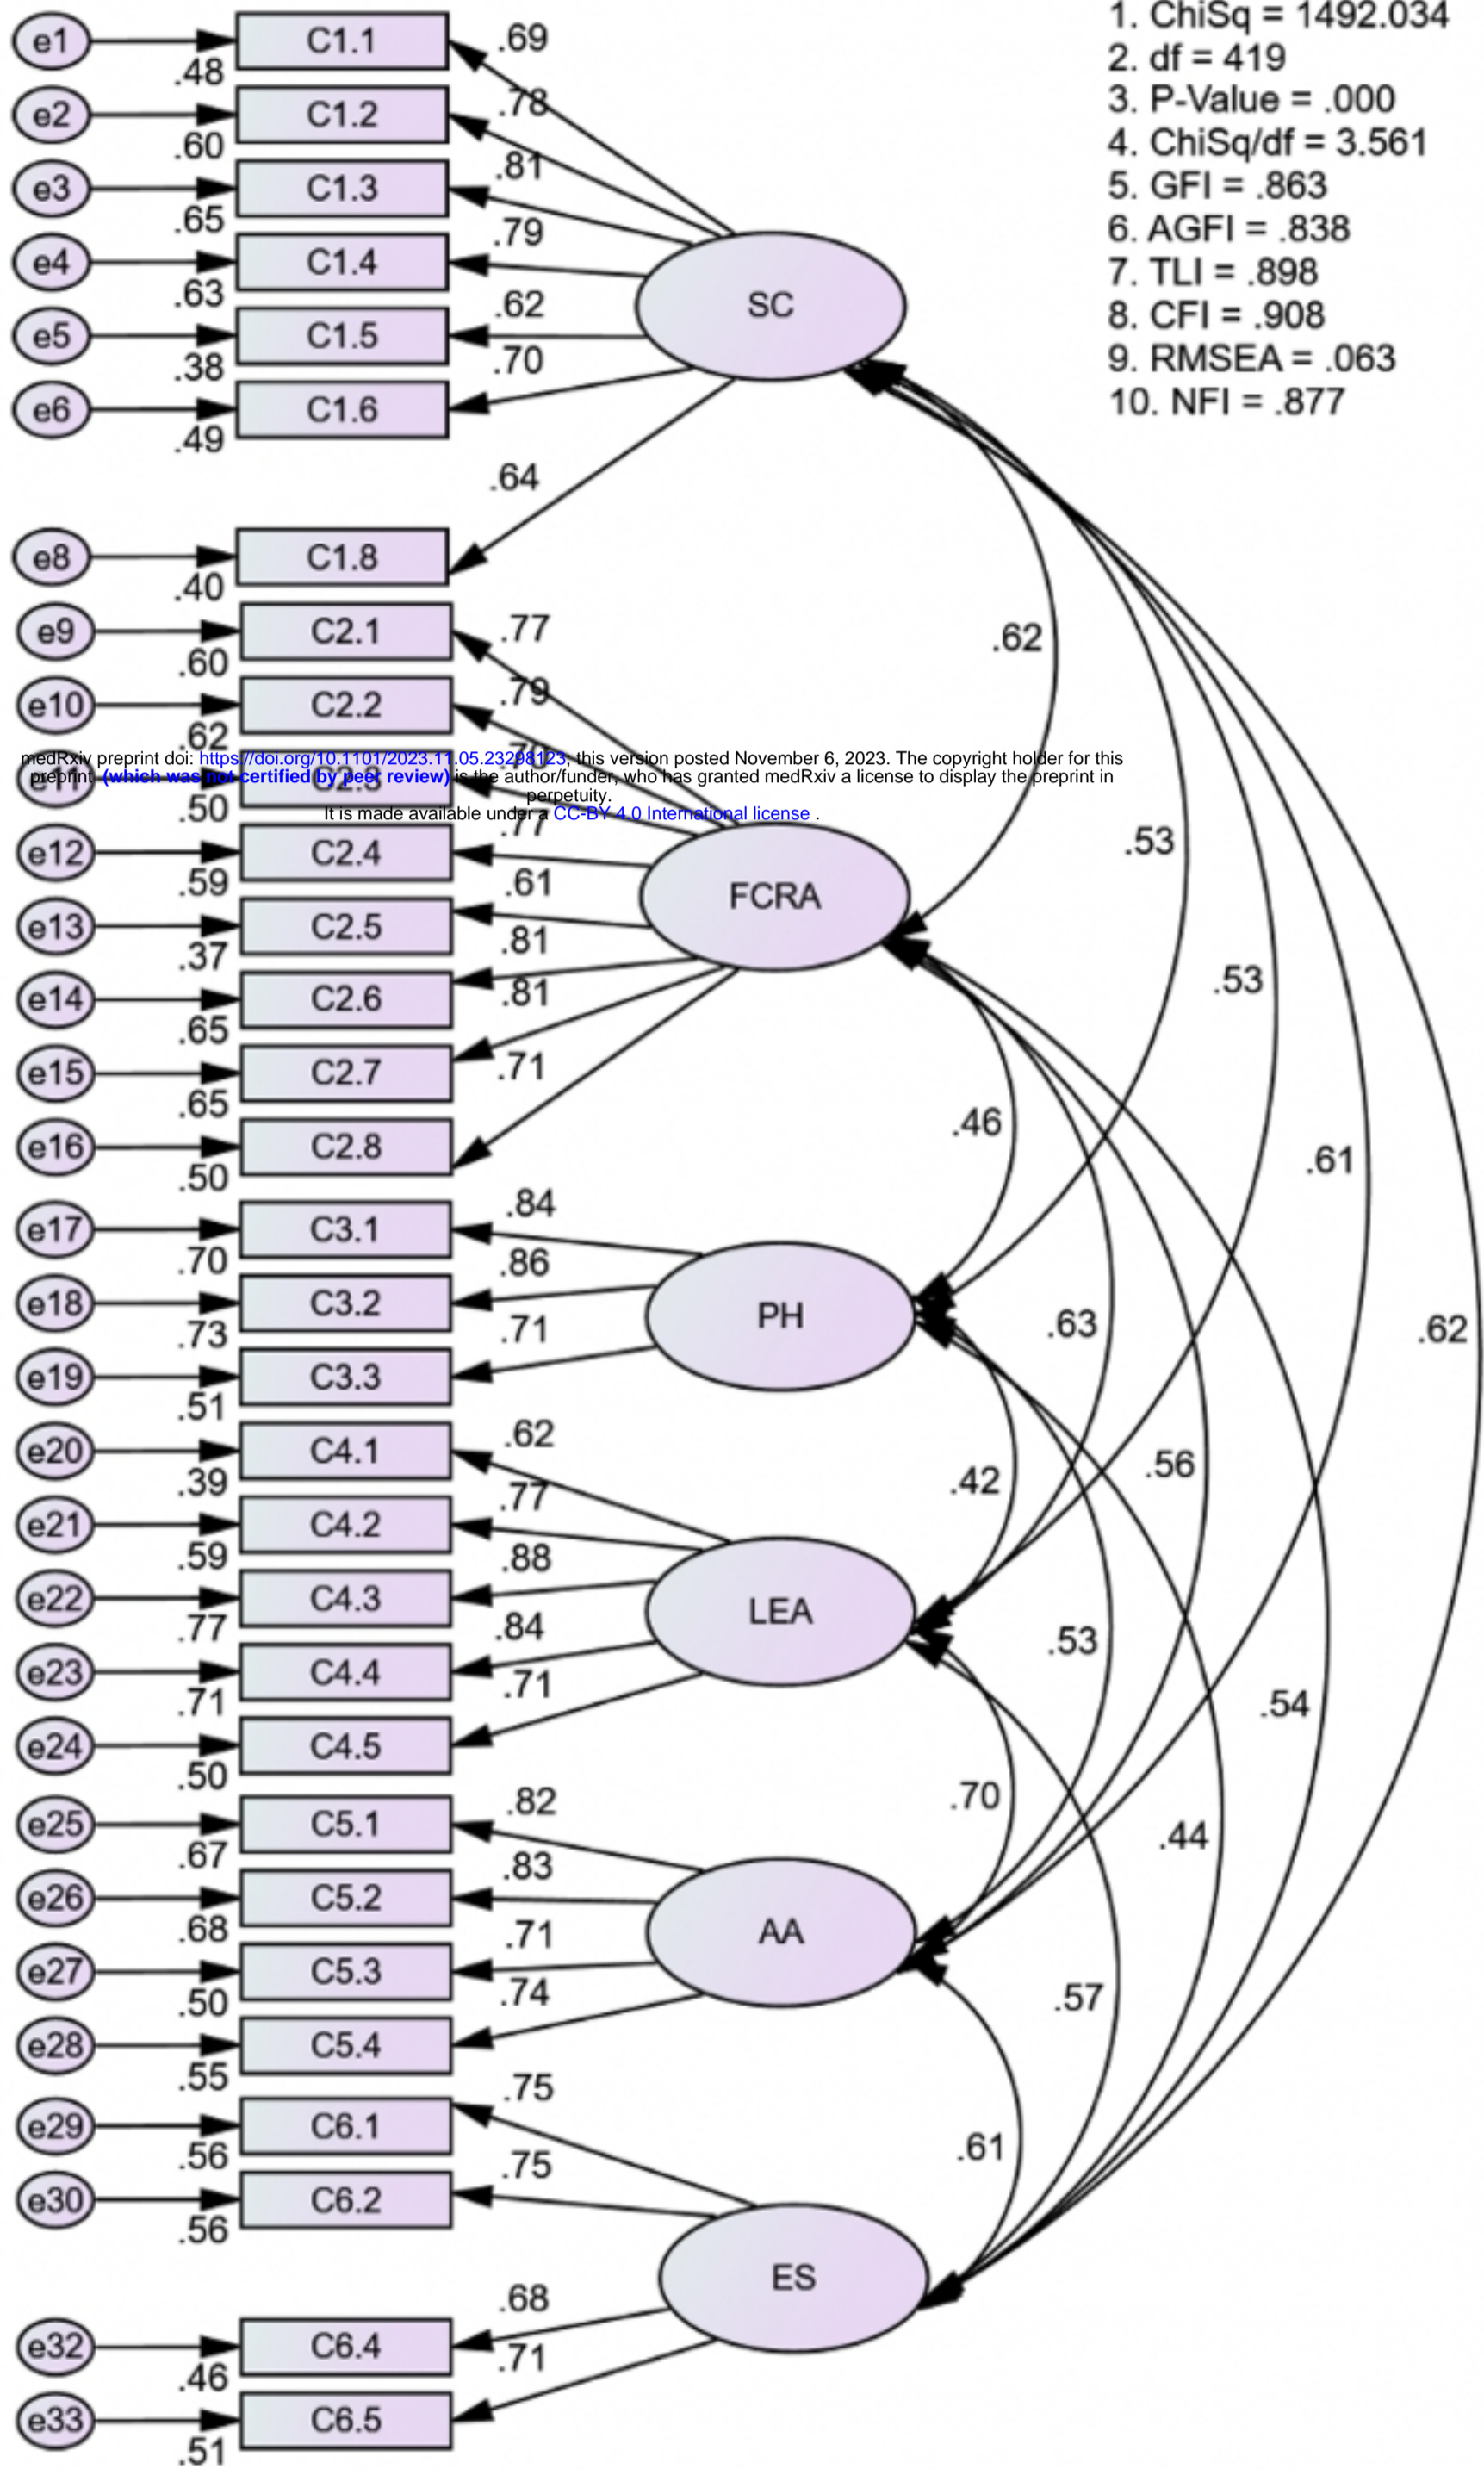 1. ChiSq = 1492.034
2. df = 419
3. P-Value = .000
4. ChiSq/df = 3.561
5. GFI = .863
6. AGFI = .838
7. TLI = .898
8. CFI = .908
9. RMSEA = .063
10. NFI = .877
e1 .48 C1.1 .69
e2 .60 C1.2 .78
e3 .65 C1.3 .81
e4 .63 C1.4 .79
e5 .38 C1.5 .62
e6 .49 C1.6 .70
SC
.64
e8 .40 C1.8
e9 .60 C2.1 .77
.62
e10 .62 C2.2 .79
medRxiv preprint doi: https://doi.org/10.1101/2023.11.05.23298123; this version posted November 6, 2023. The copyright holder for this
preprint (which was not certified by peer review) is the author/funder, who has granted medRxiv a license to display the preprint in
perpetuity.
It is made available under a CC-BY 4.0 International license .
e11 .50 C2.3 .70
e12 .59 C2.4 .77
.53
e13 .37 C2.5 .61
FCRA
e14 .65 C2.6 .81
.53
e15 .65 C2.7 .81
e16 .50 C2.8 .71
.46
.61
e17 .70 C3.1 .84
e18 .73 C3.2 .86
e19 .51 C3.3 .71
PH
.63
.62
e20 .39 C4.1 .62
e21 .59 C4.2 .77
.42
.56
e22 .77 C4.3 .88
e23 .71 C4.4 .84
e24 .50 C4.5 .71
LEA
.53
.54
e25 .67 C5.1 .82
.70
.44
e26 .68 C5.2 .83
e27 .50 C5.3 .71
e28 .55 C5.4 .74
AA
.57
e29 .56 C6.1 .75
.61
e30 .56 C6.2 .75
ES
e32 .46 C6.4 .68
e33 .51 C6.5 .71